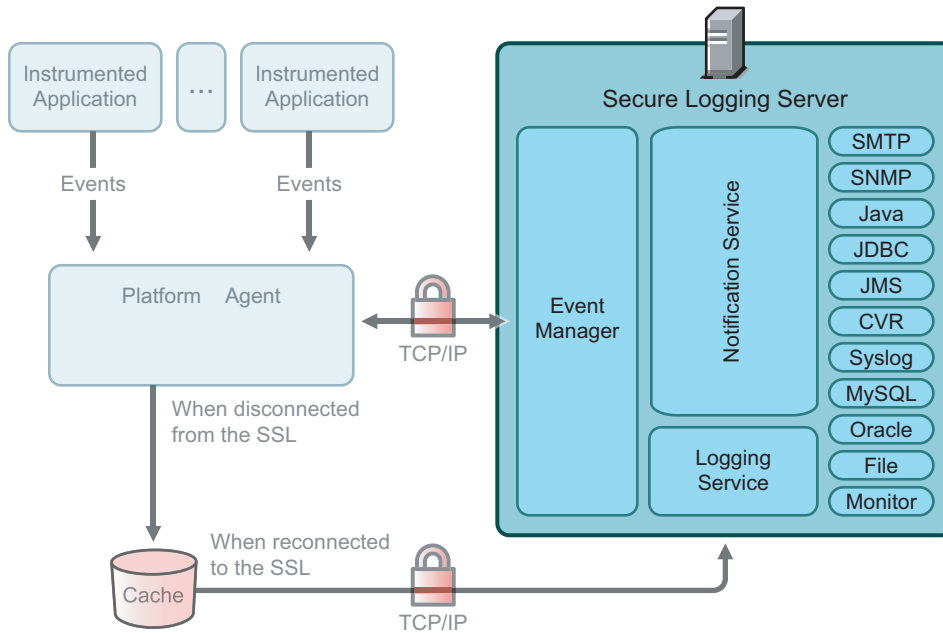 Instrumented
Application
...
Instrumented
Application
Events
Events
Platform Agent
TCP/IP
When disconnected
from the SSL
Cache
When reconnected
to the SSL
TCP/IP
Secure Logging Server
Event
Manager
Notification Service
Logging
Service
SMTP
SNMP
Java
JDBC
JMS
CVR
Syslog
MySQL
Oracle
File
Monitor